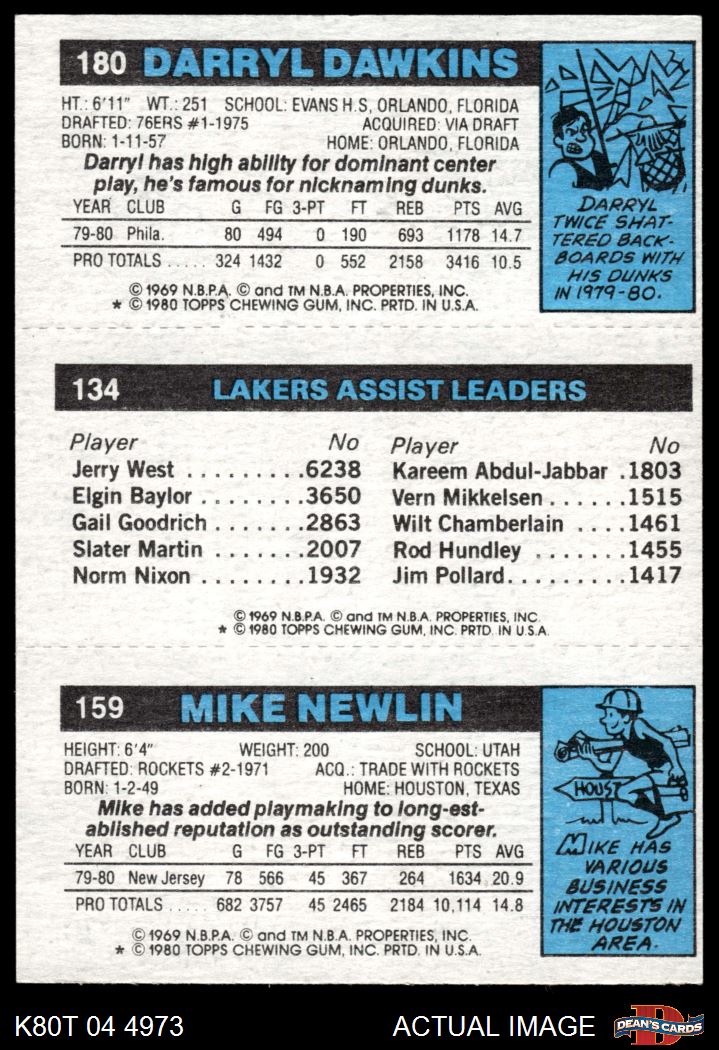 180 DARRYL DAWKINS
HT.: 6'11" WT.: 251 SCHOOL: EVANS H.S, ORLANDO, FLORIDA
DRAFTED: 76ERS #1-1975 ACQUIRED: VIA DRAFT
BORN: 1-11-57 HOME: ORLANDO, FLORIDA
Darryl has high ability for dominant center
play, he's famous for nicknaming dunks.
YEAR CLUB G FG 3-PT FT REB PTS AVG
79-80 Phila. 80 494 0 190 693 1178 14.7
PRO TOTALS ..... 324 1432 0 552 2158 3416 10.5
© 1969 N.B.P.A. © and TM N.B.A. PROPERTIES, INC.
* © 1980 TOPPS CHEWING GUM, INC. PRTD. IN U.S.A.
DARRYL
TWICE SHAT-
TERED BACK-
BOARDS WITH
HIS DUNKS
IN 1979-80.
134 LAKERS ASSIST LEADERS
Player No Player No
Jerry West .........6238 Kareem Abdul-Jabbar .1803
Elgin Baylor ........3650 Vern Mikkelsen......1515
Gail Goodrich .......2863 Wilt Chamberlain ....1461
Slater Martin .......2007 Rod Hundley .......1455
Norm Nixon ........1932 Jim Pollard.........1417
© 1969 N.B.P.A. © and TM N.B.A. PROPERTIES, INC.
* © 1980 TOPPS CHEWING GUM, INC. PRTD. IN U.S.A.
159 MIKE NEWLIN
HEIGHT: 6'4" WEIGHT: 200 SCHOOL: UTAH
DRAFTED: ROCKETS #2-1971 ACQ.: TRADE WITH ROCKETS
BORN: 1-2-49 HOME: HOUSTON, TEXAS
Mike has added playmaking to long-est-
ablished reputation as outstanding scorer.
YEAR CLUB G FG 3-PT FT REB PTS AVG
79-80 New Jersey 78 566 45 367 264 1634 20.9
PRO TOTALS ..... 682 3757 45 2465 2184 10,114 14.8
© 1969 N.B.P.A. © and TM N.B.A. PROPERTIES, INC.
* © 1980 TOPPS CHEWING GUM, INC. PRTD. IN U.S.A.
HOUST
MIKE HAS
VARIOUS
BUSINESS
INTERESTS IN
THE HOUSTON
AREA.
K80T 04 4973 ACTUAL IMAGE DEAN'S CARDS